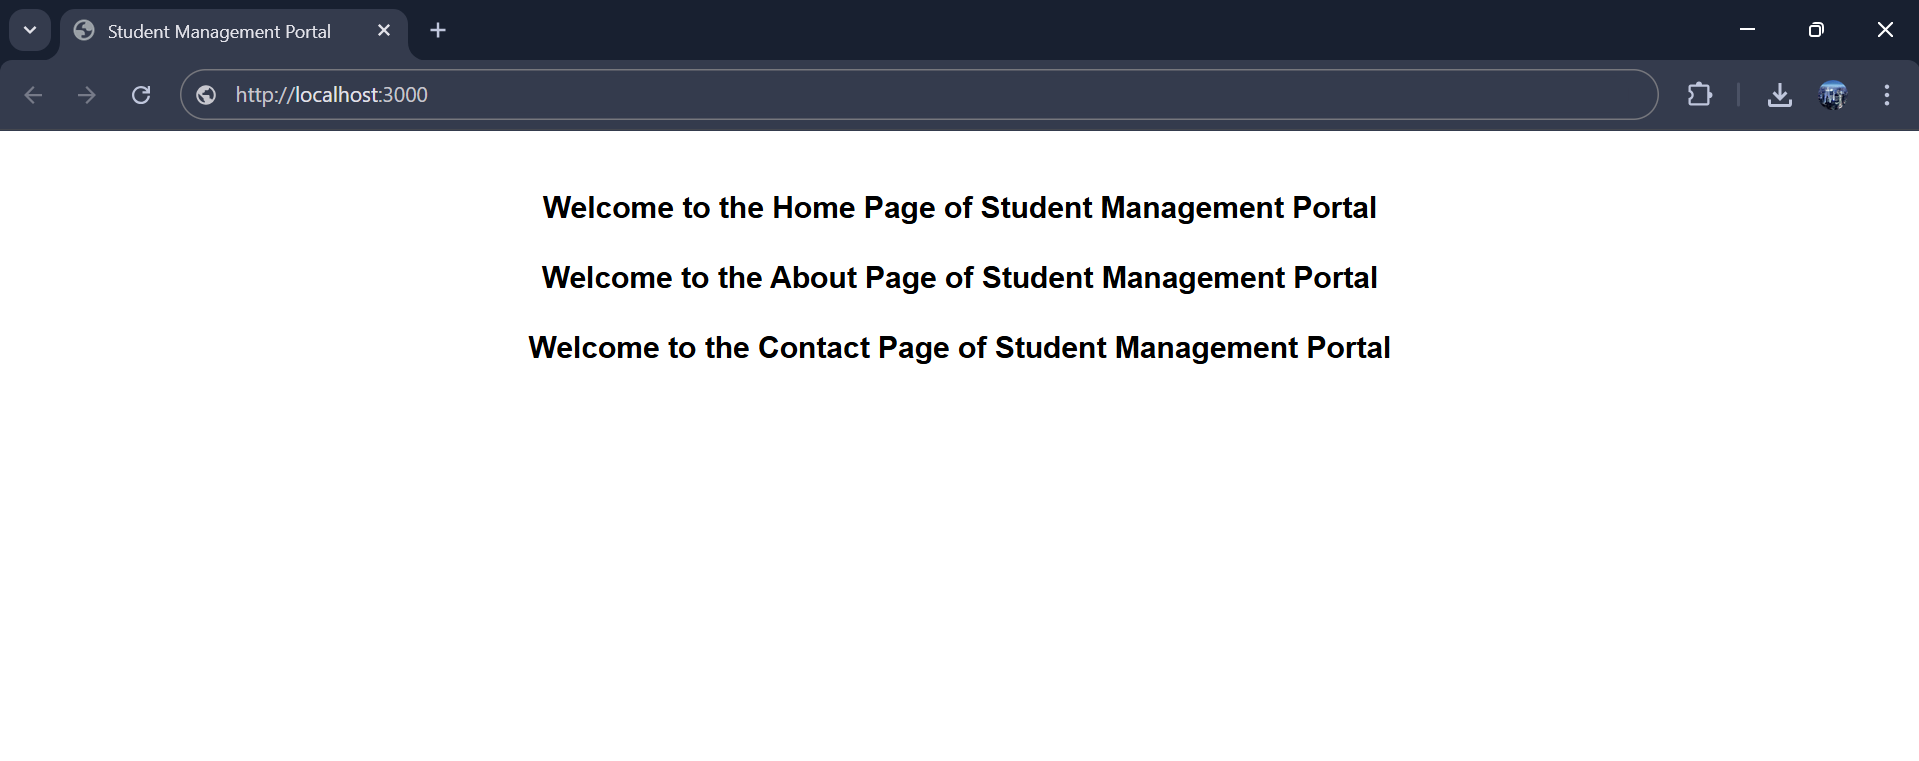 Student Management Portal
http://localhost:3000
Welcome to the Home Page of Student Management Portal
Welcome to the About Page of Student Management Portal
Welcome to the Contact Page of Student Management Portal